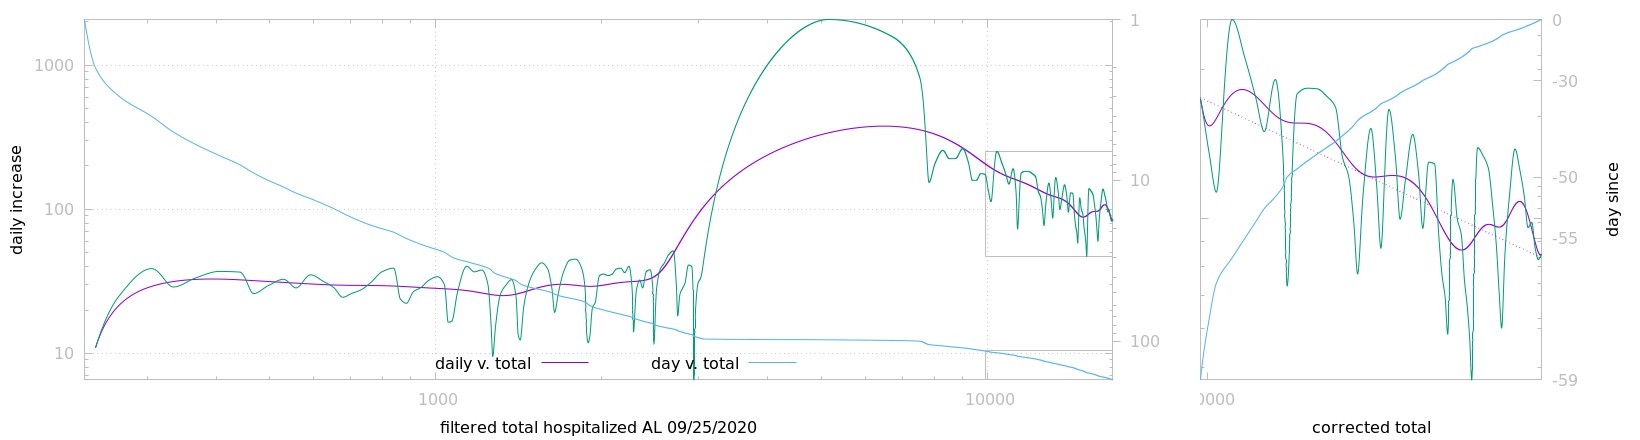 daily increase
1000
100
10
1
10
100
daily v. total
day v. total
1000
10000
filtered total hospitalized AL 09/25/2020
0
-30
-50
-55
-59
day since
0000
corrected total